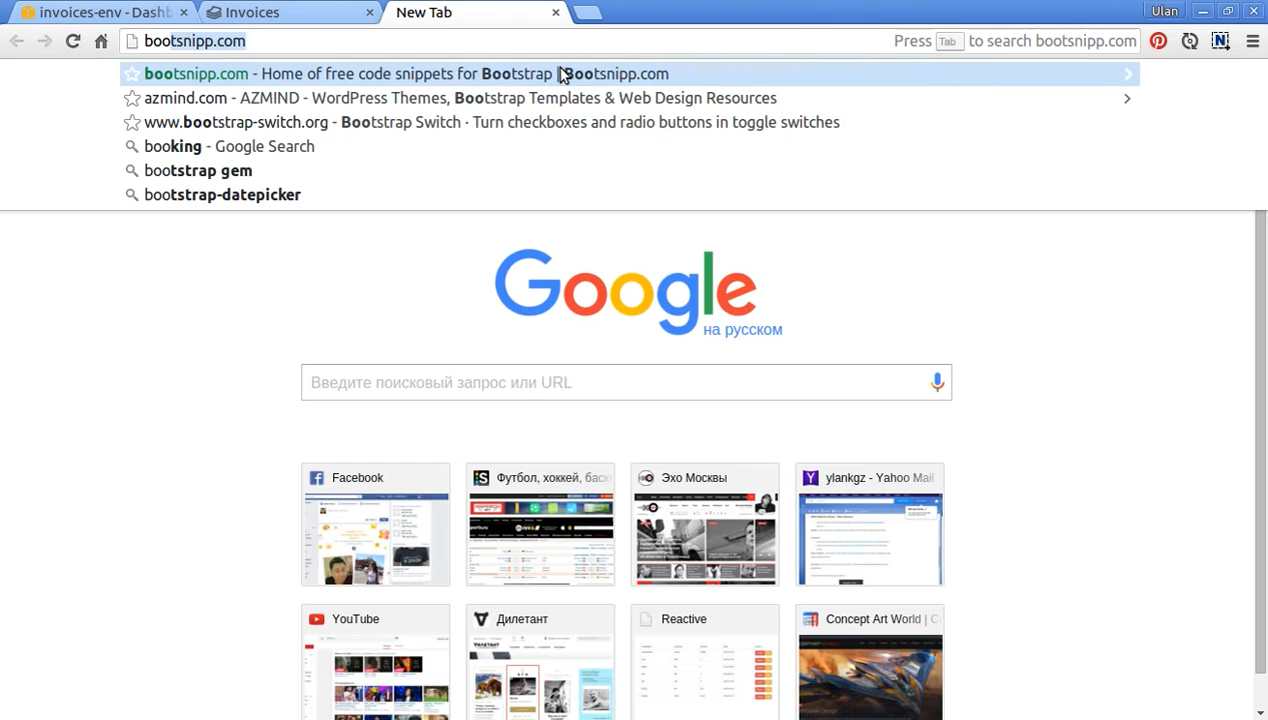 invoices-env - Dashb
Invoices
New Tab
Ulan
bootsnipp.com
Press Tab to search bootsnipp.com
bootsnipp.com - Home of free code snippets for Bootstrap | Bootsnipp.com
azmind.com - AZMIND - WordPress Themes, Bootstrap Templates & Web Design Resources
www.bootstrap-switch.org - Bootstrap Switch · Turn checkboxes and radio buttons in toggle switches
booking - Google Search
bootstrap gem
bootstrap-datepicker
Google
на русском
Введите поисковый запрос или URL
Facebook
Футбол, хоккей, баск
Эхо Москвы
ylankgz - Yahoo Mail
YouTube
Дилетант
Reactive
Concept Art World | C